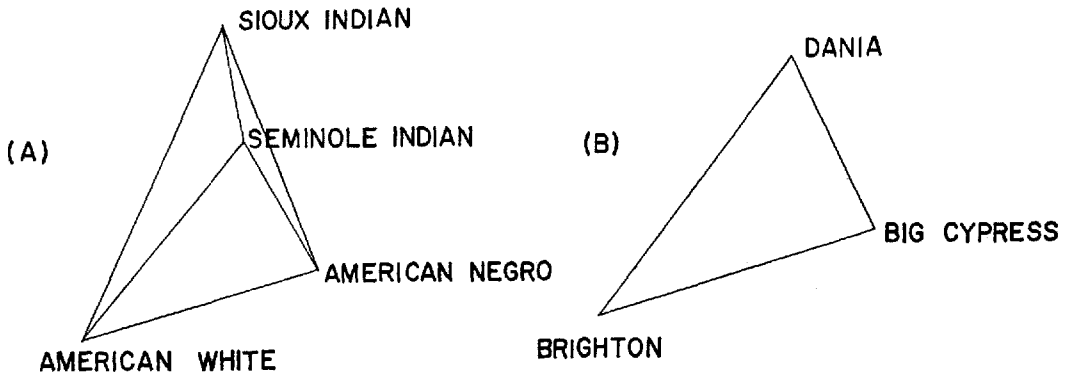 SIOUX INDIAN
SEMINOLE INDIAN
(A)
AMERICAN NEGRO
AMERICAN WHITE
DANIA
(B)
BIG CYPRESS
BRIGHTON